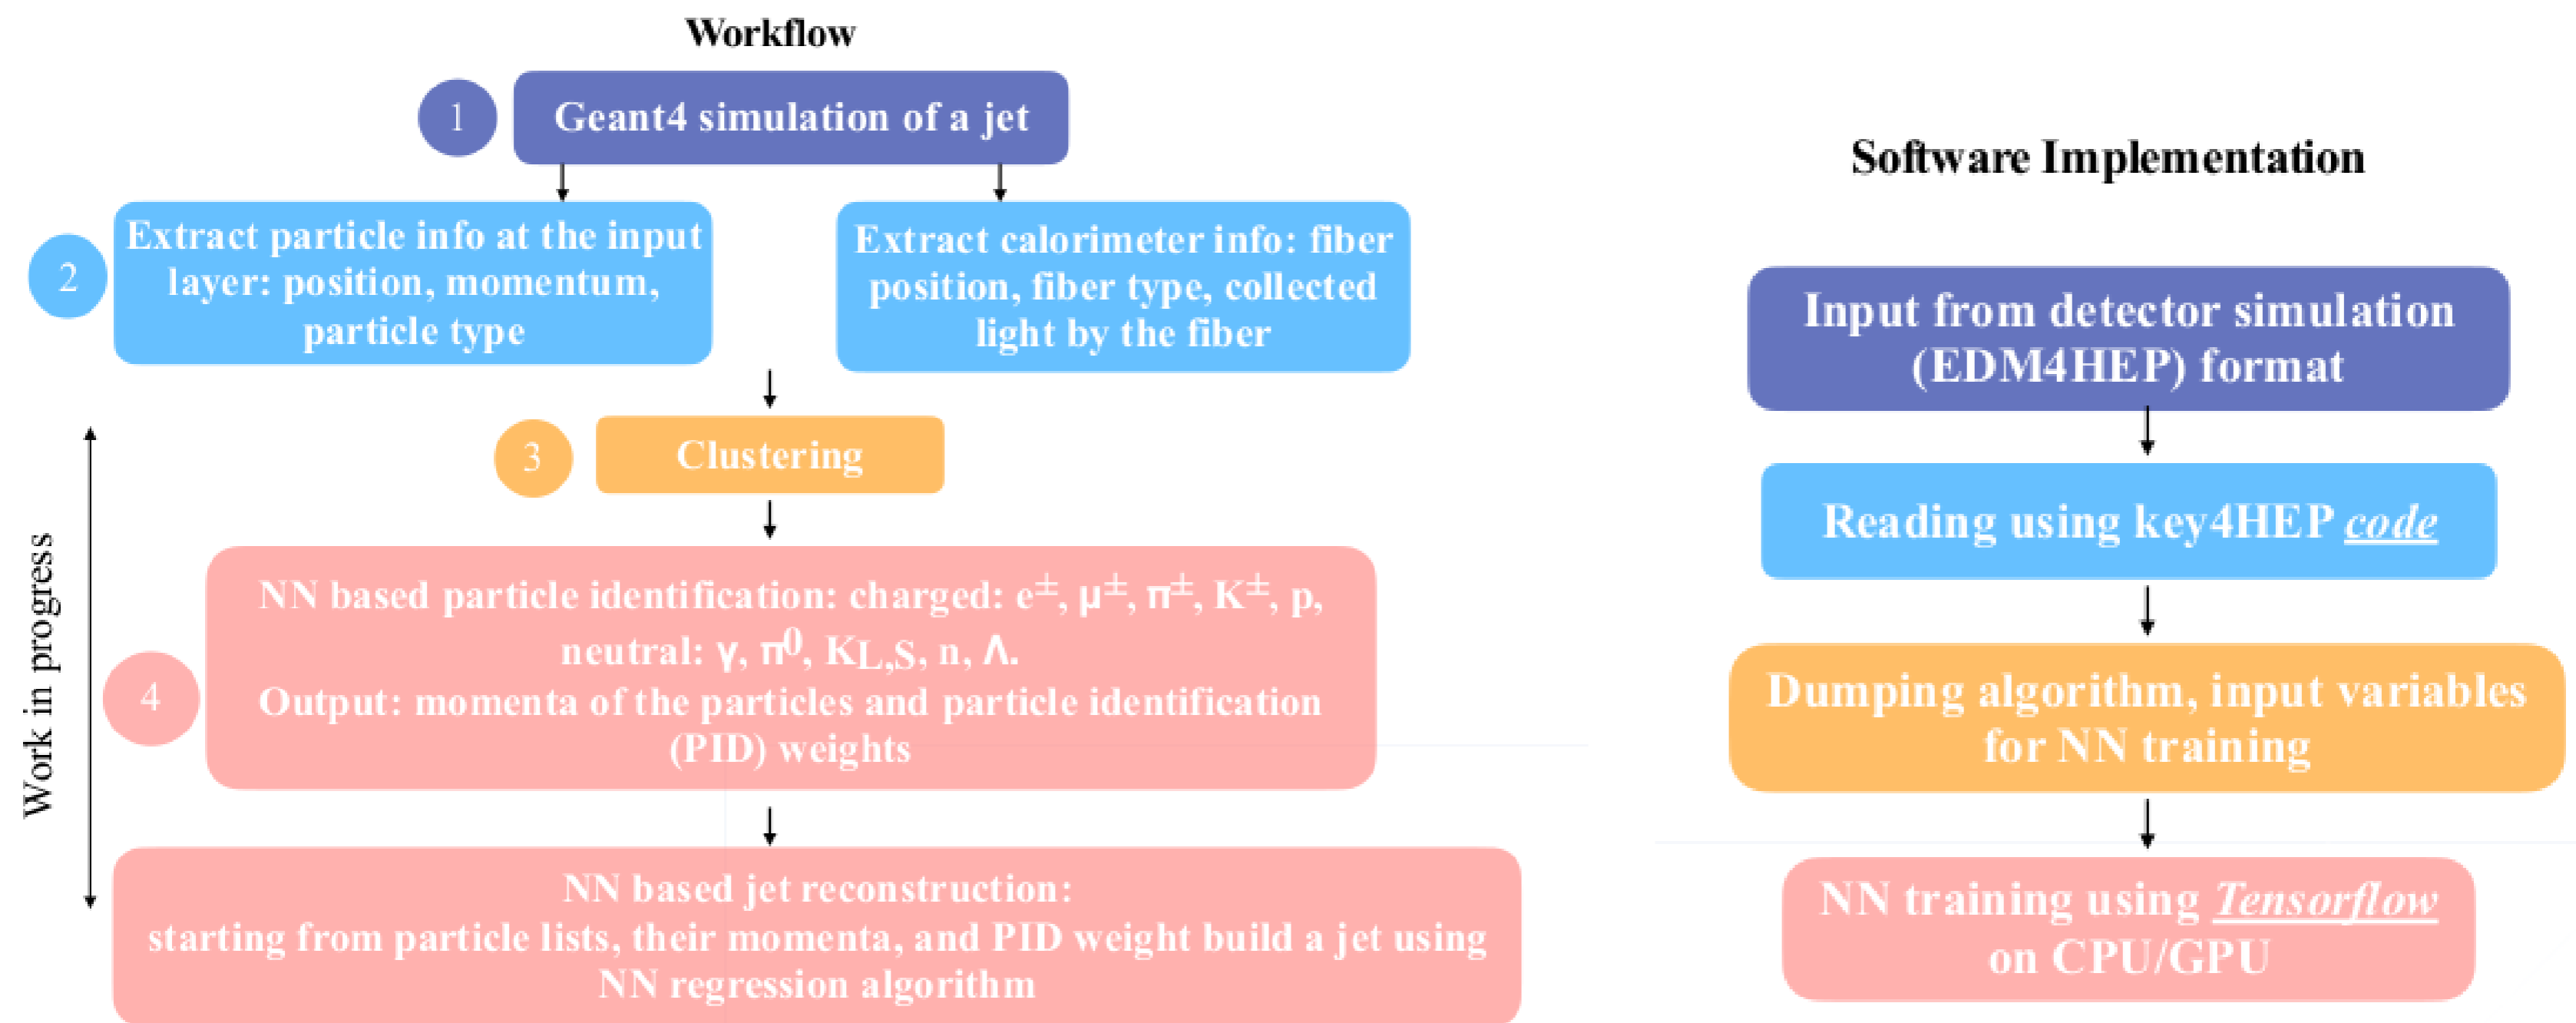 Workflow
1
Geant4 simulation of a jet
2
Extract particle info at the input
layer: position, momentum,
particle type
Extract calorimeter info: fiber
position, fiber type, collected
light by the fiber
3
Clustering
Work in progress
4
NN based particle identification: charged: e±, μ±, π±, K±, p,
neutral: γ, π⁰, K_L,S, n, Λ.
Output: momenta of the particles and particle identification
(PID) weights
NN based jet reconstruction:
starting from particle lists, their momenta, and PID weight build a jet using
NN regression algorithm
Software Implementation
Input from detector simulation
(EDM4HEP) format
Reading using key4HEP code
Dumping algorithm, input variables
for NN training
NN training using Tensorflow
on CPU/GPU